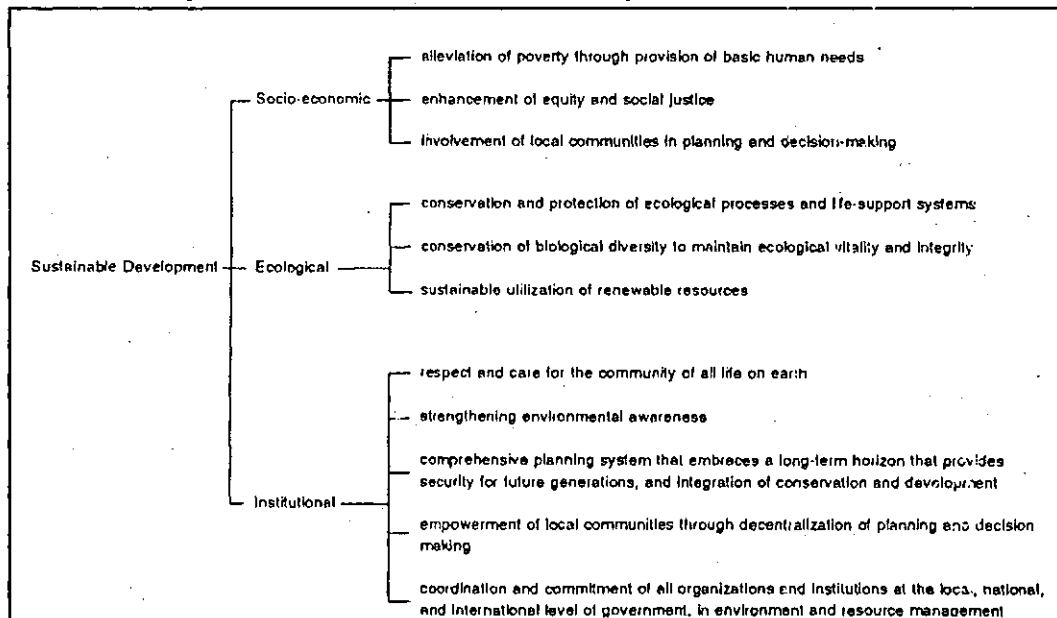 alleviation of poverty through provision of basic human needs
Socio-economic
enhancement of equity and social justice
involvement of local communities in planning and decision-making
conservation and protection of ecological processes and life-support systems
conservation of biological diversity to maintain ecological vitality and integrity
Sustainable Development
Ecological
sustainable utilization of renewable resources
respect and care for the community of all life on earth
strengthening environmental awareness
comprehensive planning system that embraces a long-term horizon that provides
security for future generations, and integration of conservation and development
Institutional
empowerment of local communities through decentralization of planning and decision
making
coordination and commitment of all organizations and institutions at the local, national,
and international level of government, in environment and resource management